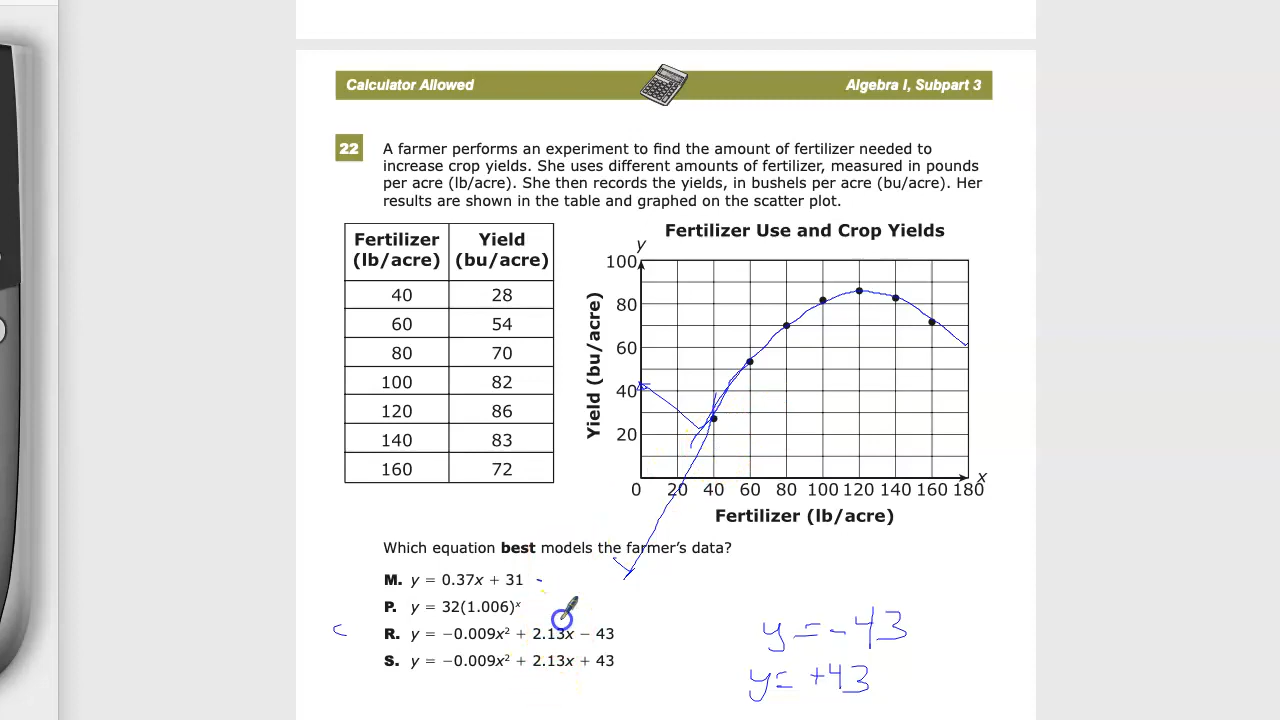 Calculator Allowed
Algebra I, Subpart 3
22
A farmer performs an experiment to find the amount of fertilizer needed to
increase crop yields. She uses different amounts of fertilizer, measured in pounds
per acre (lb/acre). She then records the yields, in bushels per acre (bu/acre). Her
results are shown in the table and graphed on the scatter plot.
Fertilizer (lb/acre) Yield (bu/acre)
40 28
60 54
80 70
100 82
120 86
140 83
160 72
Fertilizer Use and Crop Yields
y
100
80
60
40
20
0 20 40 60 80 100 120 140 160 180
x
Yield (bu/acre)
Fertilizer (lb/acre)
Which equation best models the farmer's data?
M. y = 0.37x + 31
P. y = 32(1.006)ˣ
R. y = −0.009x² + 2.13x − 43
S. y = −0.009x² + 2.13x + 43
y = -43
y = +43